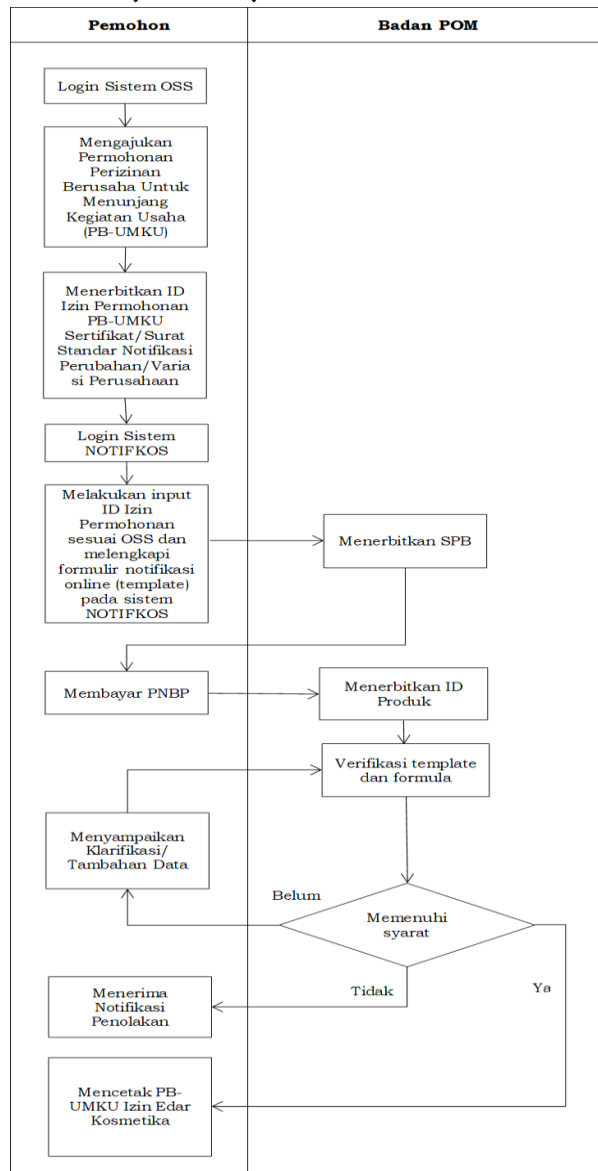 Pemohon
Badan POM
Login Sistem OSS
Mengajukan
Permohonan
Perizinan
Berusaha Untuk
Menunjang
Kegiatan Usaha
(PB-UMKU)
Menerbitkan ID
Izin Permohonan
PB-UMKU
Sertifikat/Surat
Standar Notifikasi
Perubahan/Varia
si Perusahaan
Login Sistem
NOTIFKOS
Melakukan input
ID Izin
Permohonan
sesuai OSS dan
melengkapi
formulir notifikasi
online (template)
pada sistem
NOTIFKOS
Menerbitkan SPB
Membayar PNBP
Menerbitkan ID
Produk
Verifikasi template
dan formula
Menyampaikan
Klarifikasi/
Tambahan Data
Belum
Memenuhi
syarat
Tidak
Ya
Menerima
Notifikasi
Penolakan
Mencetak PB-
UMKU Izin Edar
Kosmetika